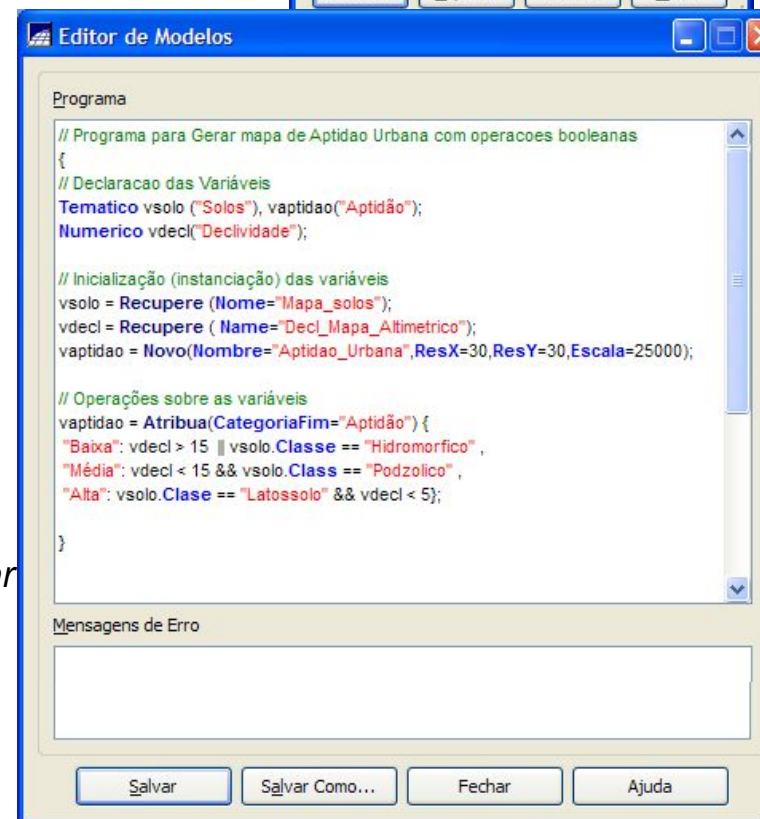 Editor de Modelos
Programa
// Programa para Gerar mapa de Aptidao Urbana com operacoes booleanas
{
// Declaracao das Variáveis
Tematico vsolo ("Solos"), vaptidao("Aptidão");
Numerico vdecl("Declividade");
// Inicialização (instanciação) das variáveis
vsolo = Recupere (Nome="Mapa_solos");
vdecl = Recupere ( Name="Decl_Mapa_Altimetrico");
vaptidao = Novo(Nombre="Aptidao_Urbana",ResX=30,ResY=30,Escala=25000);
// Operações sobre as variáveis
vaptidao = Atribua(CategoriaFim="Aptidão") {
"Baixa": vdecl > 15 || vsolo.Classe == "Hidromorfico" ,
"Média": vdecl < 15 && vsolo.Class == "Podzolico" ,
"Alta": vsolo.Clase == "Latossolo" && vdecl < 5};
}
Mensagens de Erro
Salvar Salvar Como... Fechar Ajuda